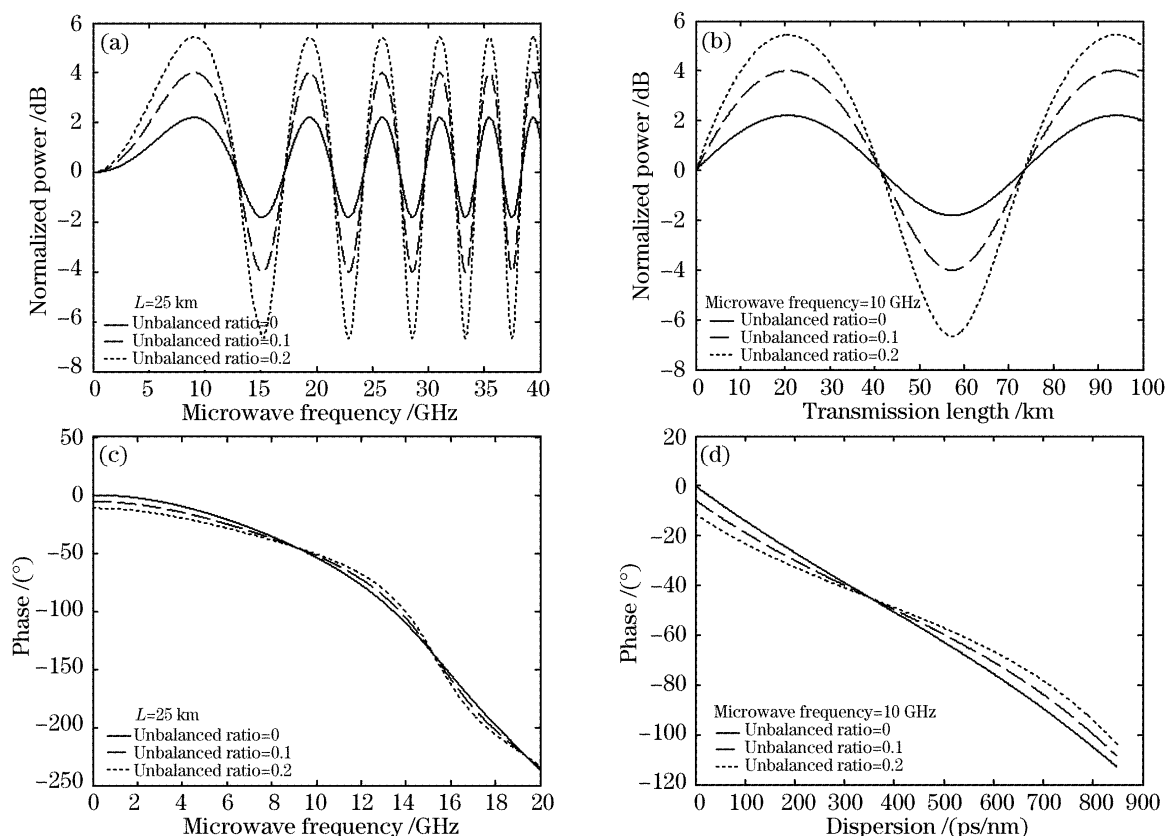 (a)
Normalized power /dB
6
4
2
0
−2
−4
−6
−8
L=25 km
Unbalanced ratio=0
Unbalanced ratio=0.1
Unbalanced ratio=0.2
0 5 10 15 20 25 30 35 40
Microwave frequency /GHz
(b)
Normalized power /dB
6
4
2
0
−2
−4
−6
−8
Microwave frequency=10 GHz
Unbalanced ratio=0
Unbalanced ratio=0.1
Unbalanced ratio=0.2
0 10 20 30 40 50 60 70 80 90 100
Transmission length /km
(c)
Phase /(°)
50
0
−50
−100
−150
−200
−250
L=25 km
Unbalanced ratio=0
Unbalanced ratio=0.1
Unbalanced ratio=0.2
0 2 4 6 8 10 12 14 16 18 20
Microwave frequency /GHz
(d)
Phase /(°)
20
0
−20
−40
−60
−80
−100
−120
Microwave frequency=10 GHz
Unbalanced ratio=0
Unbalanced ratio=0.1
Unbalanced ratio=0.2
0 100 200 300 400 500 600 700 800 900
Dispersion /(ps/nm)